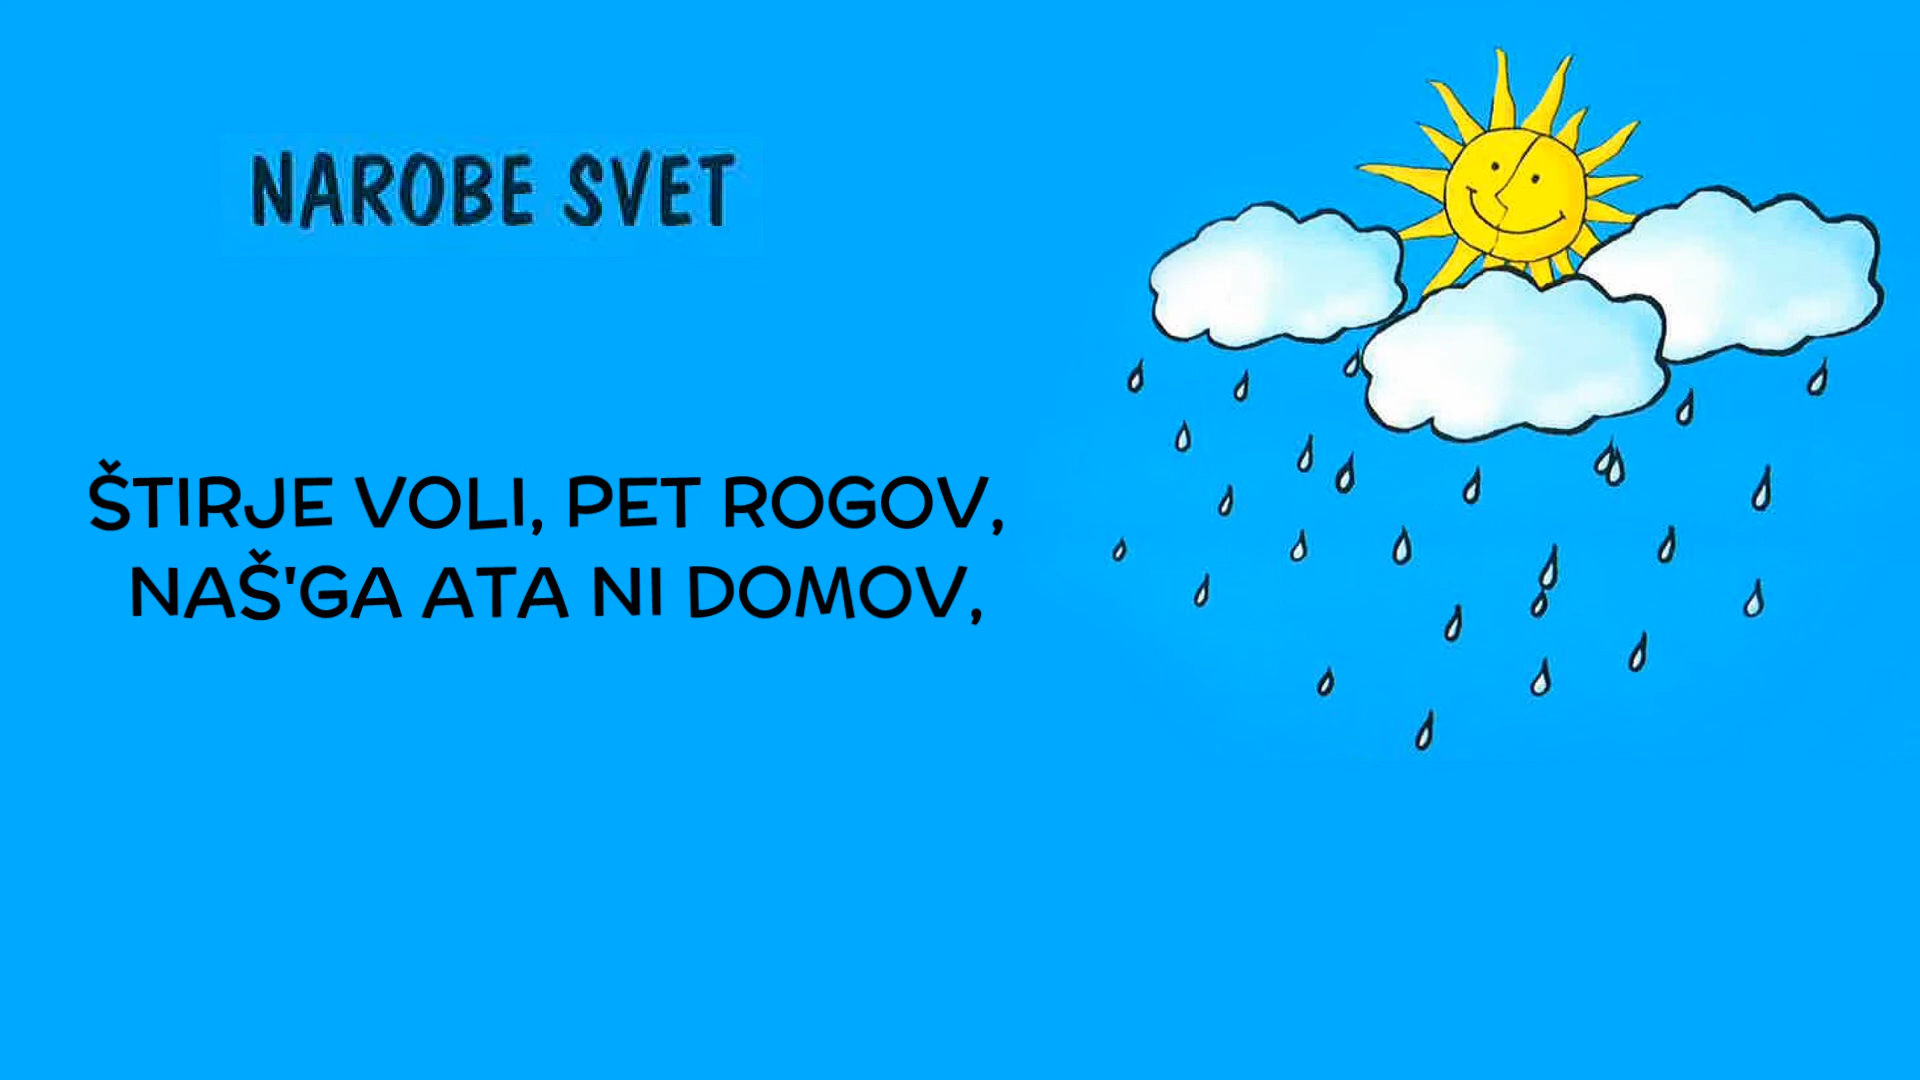 NAROBE SVET
ŠTIRJE VOLI, PET ROGOV,
NAŠ'GA ATA NI DOMOV,